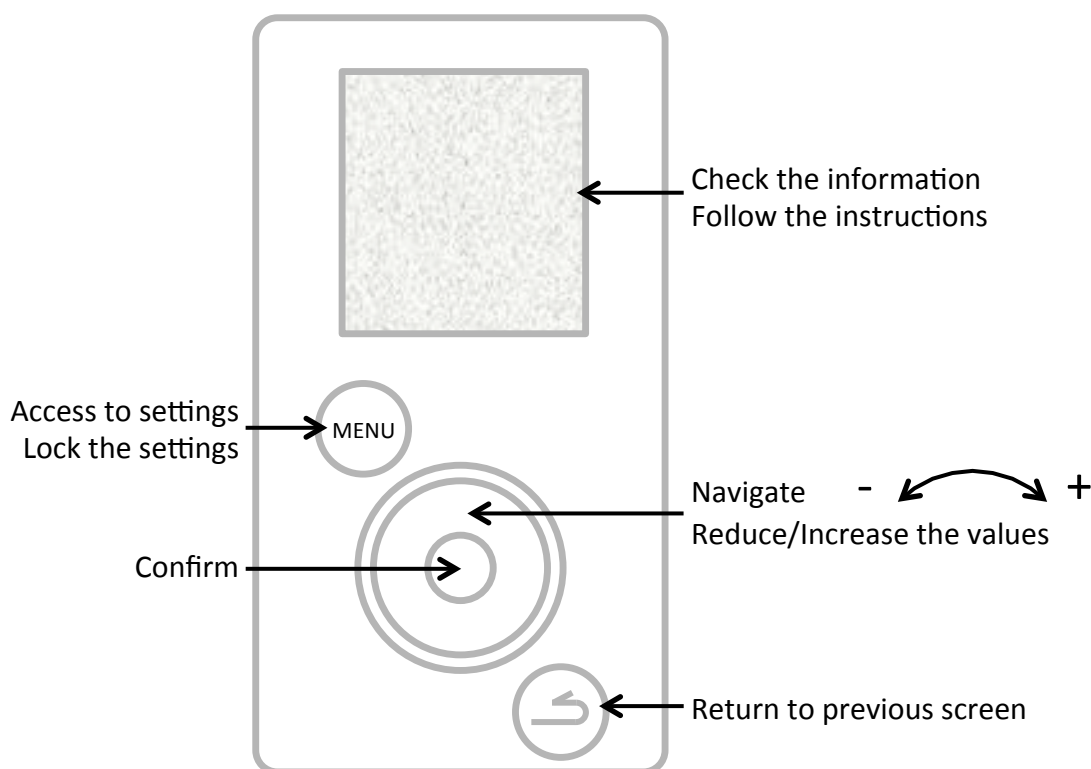 Check the information
Follow the instructions
Access to settings
Lock the settings
MENU
Navigate - +
Reduce/Increase the values
Confirm
Return to previous screen